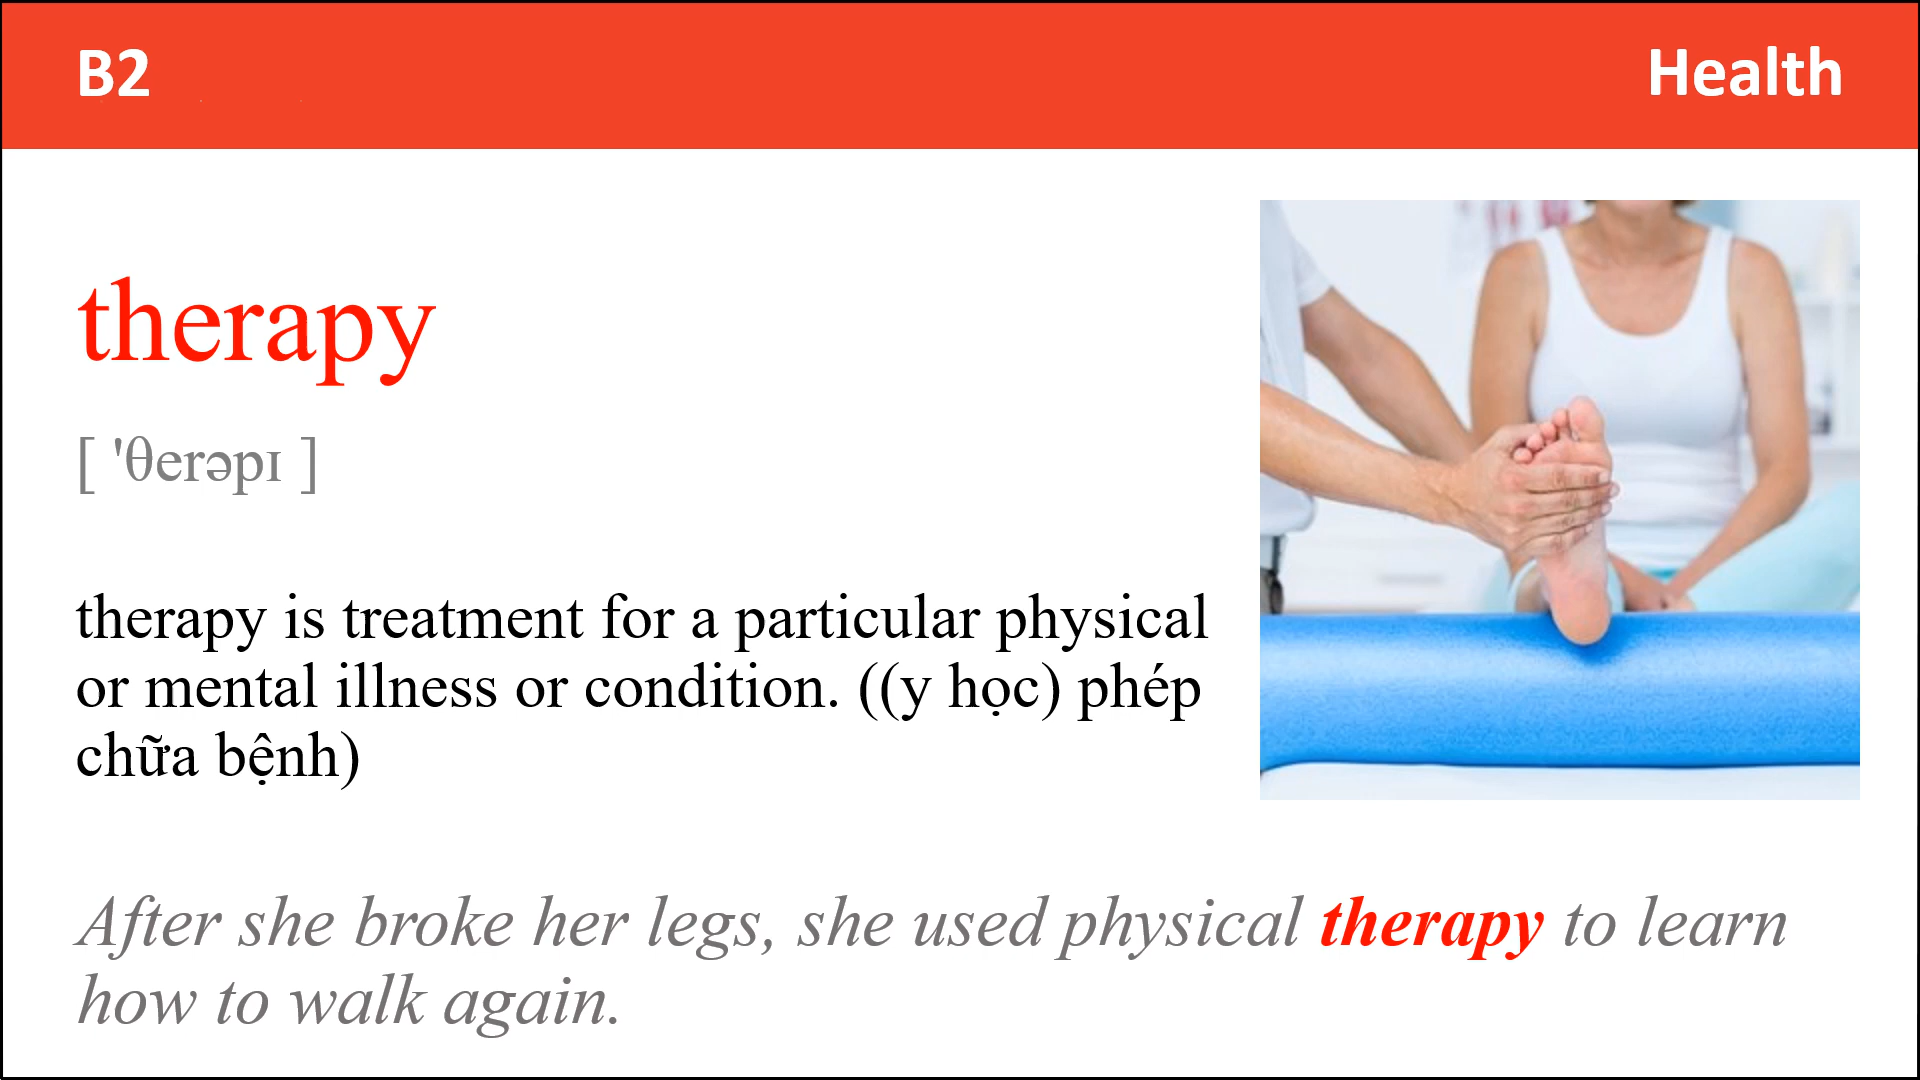 B2
Health
therapy
[ 'θerəpɪ ]
therapy is treatment for a particular physical
or mental illness or condition. ((y học) phép
chữa bệnh)
After she broke her legs, she used physical therapy to learn
how to walk again.